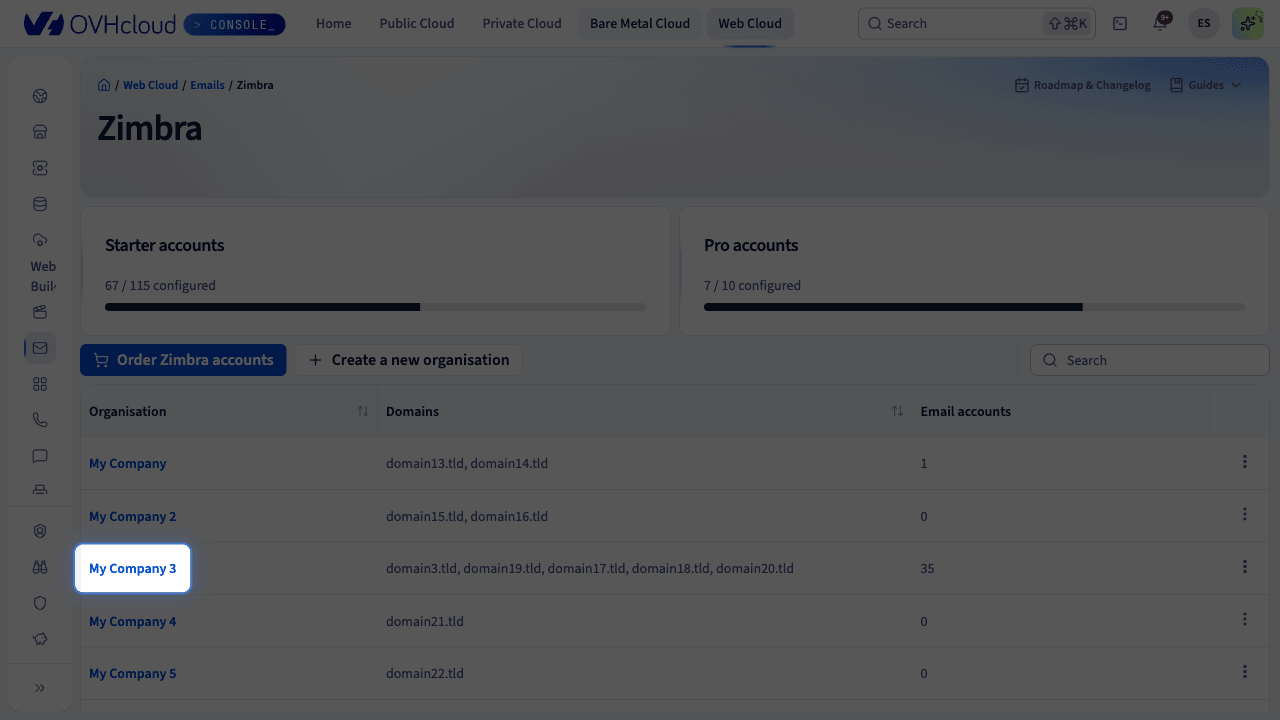 OVHcloud > CONSOLE_ Home Public Cloud Private Cloud Bare Metal Cloud Web Cloud Search ⇧⌘K 9+ ES
/ Web Cloud / Emails / Zimbra Roadmap & Changelog Guides
Zimbra
Starter accounts Pro accounts
67 / 115 configured 7 / 10 configured
Web
Order Zimbra accounts Create a new organisation Search
Organisation Domains Email accounts
My Company domain13.tld, domain14.tld 1
My Company 2 domain15.tld, domain16.tld 0
My Company 3 domain3.tld, domain19.tld, domain17.tld, domain18.tld, domain20.tld 35
My Company 4 domain21.tld 0
My Company 5 domain22.tld 0